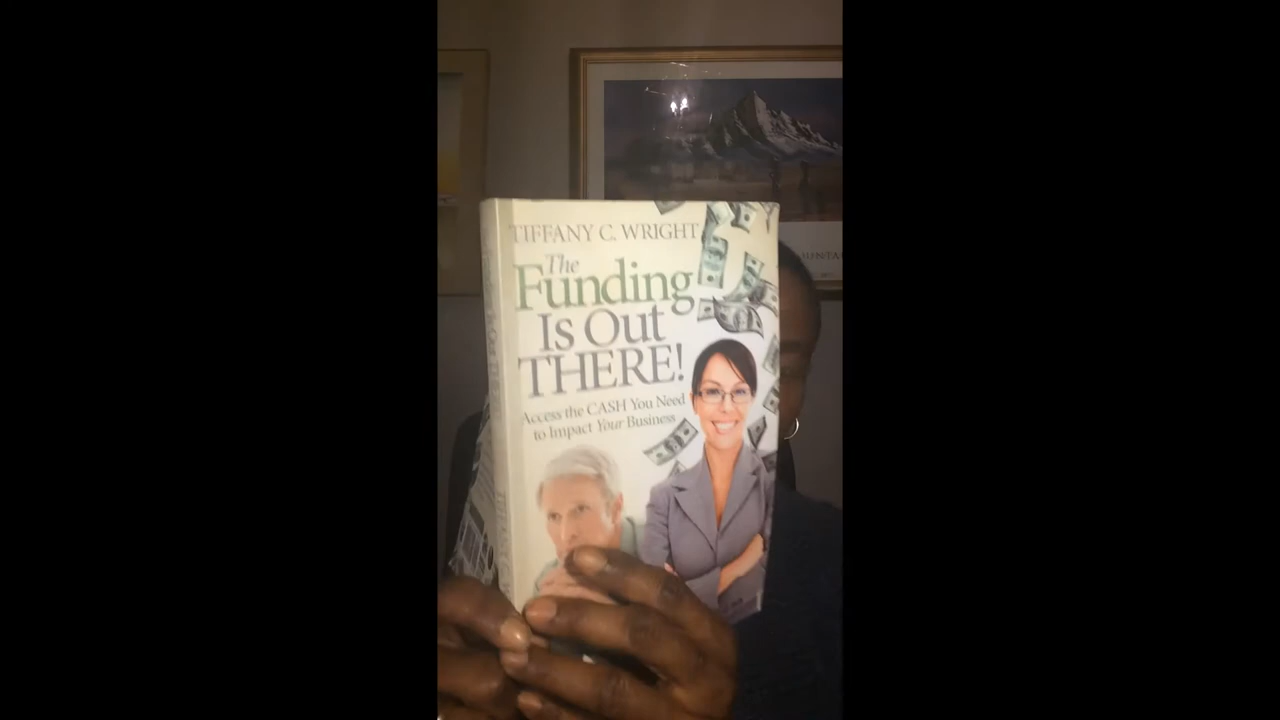 TIFFANY C. WRIGHT
The
Funding
Is Out
THERE!
Access the CASH You Need
to Impact Your Business